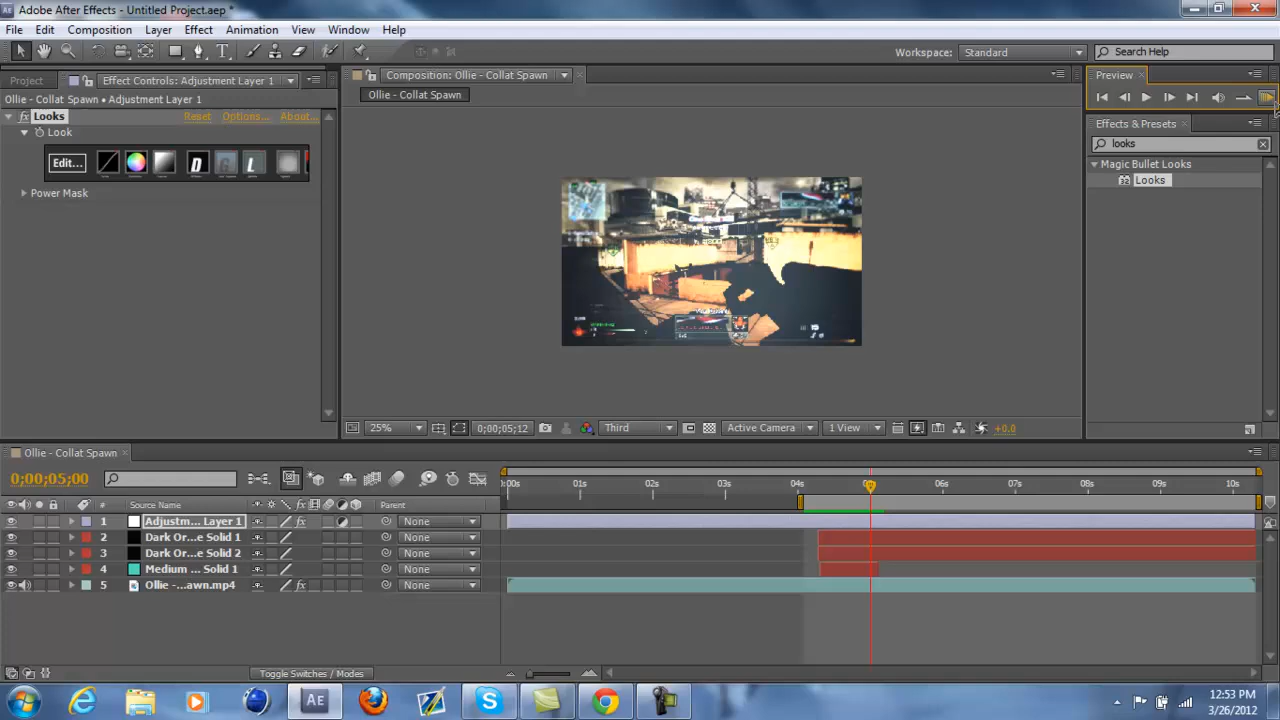 Adobe After Effects - Untitled Project.aep *
File Edit Composition Layer Effect Animation View Window Help
Workspace: Standard Search Help
Project Effect Controls: Adjustment Layer 1
Composition: Ollie - Collat Spawn
Preview
Ollie - Collat Spawn • Adjustment Layer 1
Ollie - Collat Spawn
fx Looks Reset Options... About...
Look
Edit...
Power Mask
Effects & Presets
looks
Magic Bullet Looks
32 Looks
25% 0;00;05;12 Third Active Camera 1 View +0.0
Ollie - Collat Spawn
0;00;05;00
:00s 01s 02s 03s 04s 06s 07s 08s 09s 10s
# Source Name Parent
1 Adjustm... Layer 1 fx None
2 Dark Or...e Solid 1 None
3 Dark Or...e Solid 2 None
4 Medium ... Solid 1 None
5 Ollie -...awn.mp4 fx None
Toggle Switches / Modes
12:53 PM
3/26/2012